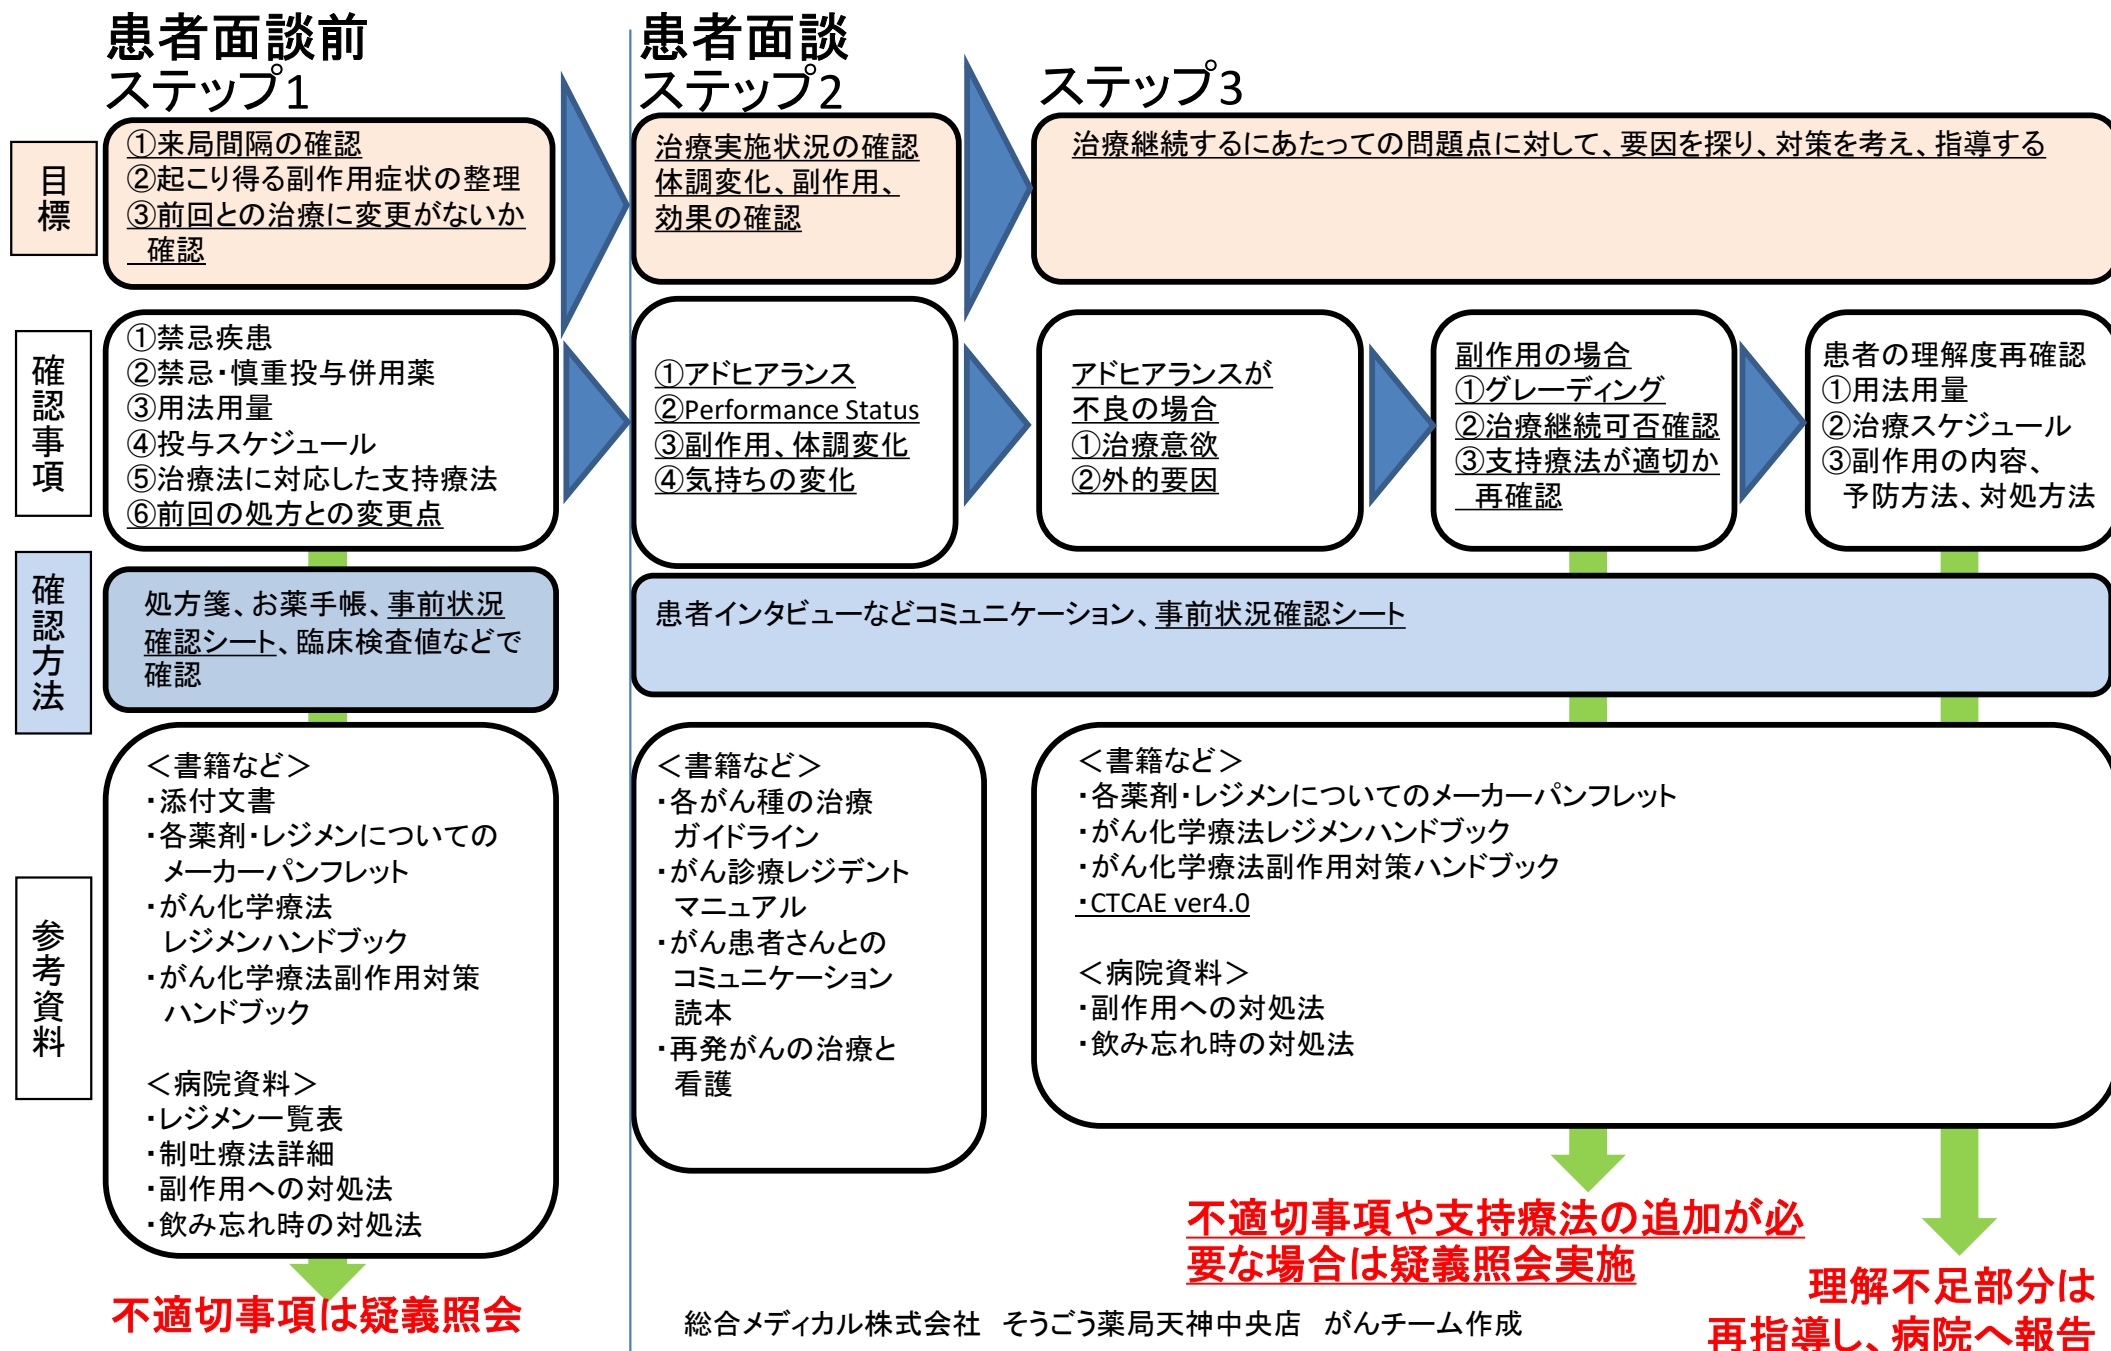 患者面談前
ステップ1
患者面談
ステップ2
ステップ3
目標
①来局間隔の確認
②起こり得る副作用症状の整理
③前回との治療に変更がないか
確認
治療実施状況の確認
体調変化、副作用、
効果の確認
治療継続するにあたっての問題点に対して、要因を探り、対策を考え、指導する
確認事項
①禁忌疾患
②禁忌・慎重投与併用薬
③用法用量
④投与スケジュール
⑤治療法に対応した支持療法
⑥前回の処方との変更点
①アドヒアランス
②Performance Status
③副作用、体調変化
④気持ちの変化
アドヒアランスが
不良の場合
①治療意欲
②外的要因
副作用の場合
①グレーディング
②治療継続可否確認
③支持療法が適切か
再確認
患者の理解度再確認
①用法用量
②治療スケジュール
③副作用の内容、
予防方法、対処方法
確認方法
処方箋、お薬手帳、事前状況
確認シート、臨床検査値などで
確認
患者インタビューなどコミュニケーション、事前状況確認シート
参考資料
＜書籍など＞
・添付文書
・各薬剤・レジメンについての
メーカーパンフレット
・がん化学療法
レジメンハンドブック
・がん化学療法副作用対策
ハンドブック
＜病院資料＞
・レジメン一覧表
・制吐療法詳細
・副作用への対処法
・飲み忘れ時の対処法
＜書籍など＞
・各がん種の治療
ガイドライン
・がん診療レジデント
マニュアル
・がん患者さんとの
コミュニケーション
読本
・再発がんの治療と
看護
＜書籍など＞
・各薬剤・レジメンについてのメーカーパンフレット
・がん化学療法レジメンハンドブック
・がん化学療法副作用対策ハンドブック
・CTCAE ver4.0
＜病院資料＞
・副作用への対処法
・飲み忘れ時の対処法
不適切事項は疑義照会
不適切事項や支持療法の追加が必
要な場合は疑義照会実施
理解不足部分は
再指導し、病院へ報告
総合メディカル株式会社　そうごう薬局天神中央店　がんチーム作成